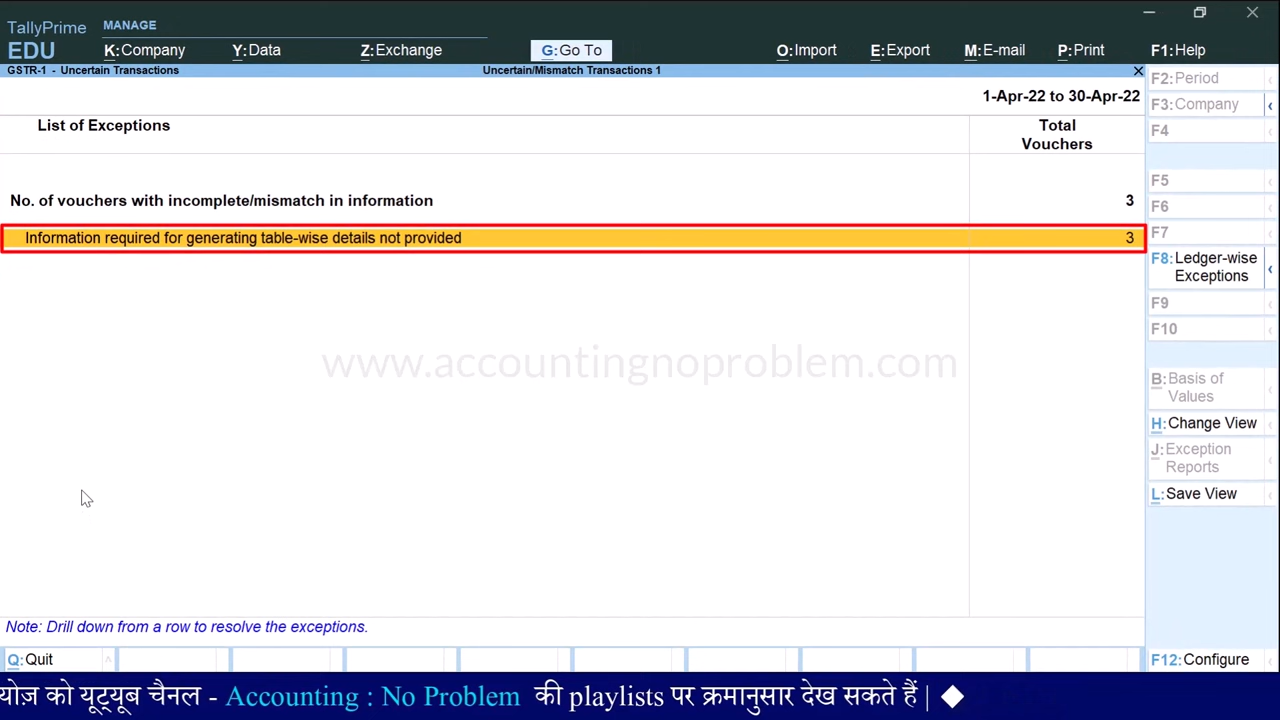 TallyPrime
EDU
MANAGE
K:Company Y:Data Z:Exchange G:Go To O:Import E:Export M:E-mail P:Print F1:Help
GSTR-1 - Uncertain Transactions Uncertain/Mismatch Transactions 1
1-Apr-22 to 30-Apr-22
List of Exceptions
Total
Vouchers
No. of vouchers with incomplete/mismatch in information 3
Information required for generating table-wise details not provided 3
www.accountingnoproblem.com
Note: Drill down from a row to resolve the exceptions.
Q:Quit
F2:Period
F3:Company
F4
F5
F6
F7
F8:Ledger-wise
Exceptions
F9
F10
B:Basis of
Values
H:Change View
J:Exception
Reports
L:Save View
F12:Configure
योज़ को यूट्यूब चैनल - Accounting : No Problem की playlists पर क्रमानुसार देख सकते हैं |